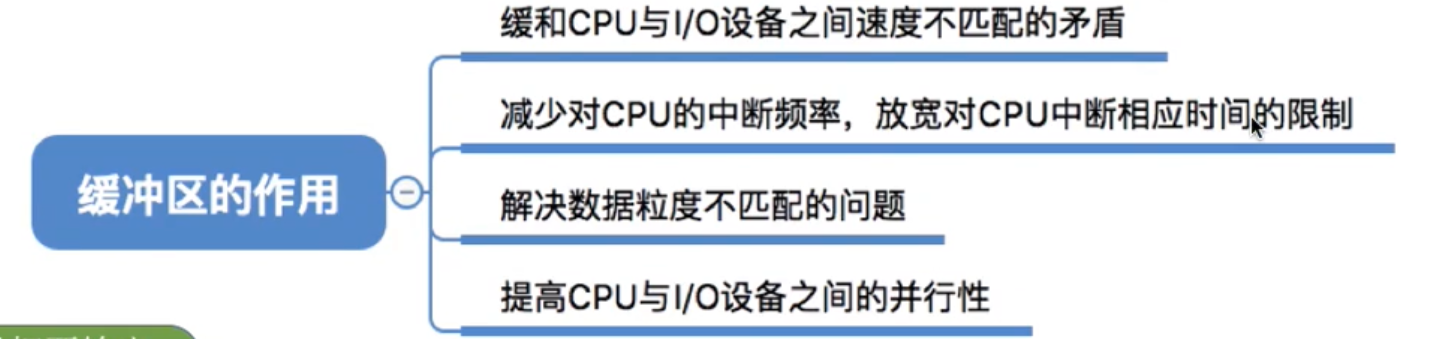 缓和CPU与I/O设备之间速度不匹配的矛盾
减少对CPU的中断频率，放宽对CPU中断相应时间的限制
缓冲区的作用
解决数据粒度不匹配的问题
提高CPU与I/O设备之间的并行性